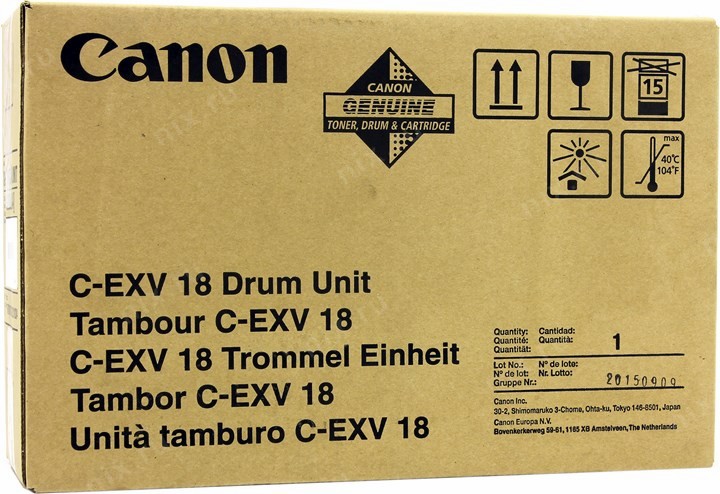 Canon
CANON
GENUINE
TONER, DRUM & CARTRIDGE
15
max
40°C
104°F
C-EXV 18 Drum Unit
Tambour C-EXV 18
C-EXV 18 Trommel Einheit
Tambor C-EXV 18
Unità tamburo C-EXV 18
Quantity: Cantidad:
Quantité: Quantità:
Quantität:
1
Lot No.: N° de lote:
N° de lot: Nr. Lotto:
Gruppe Nr.:
20150909
Canon Inc.
30-2, Shimomaruko 3-Chome, Ohta-ku, Tokyo 146-8501, Japan
Canon Europa N.V.
Bovenkerkerweg 59-61, 1185 XB Amstelveen, The Netherlands